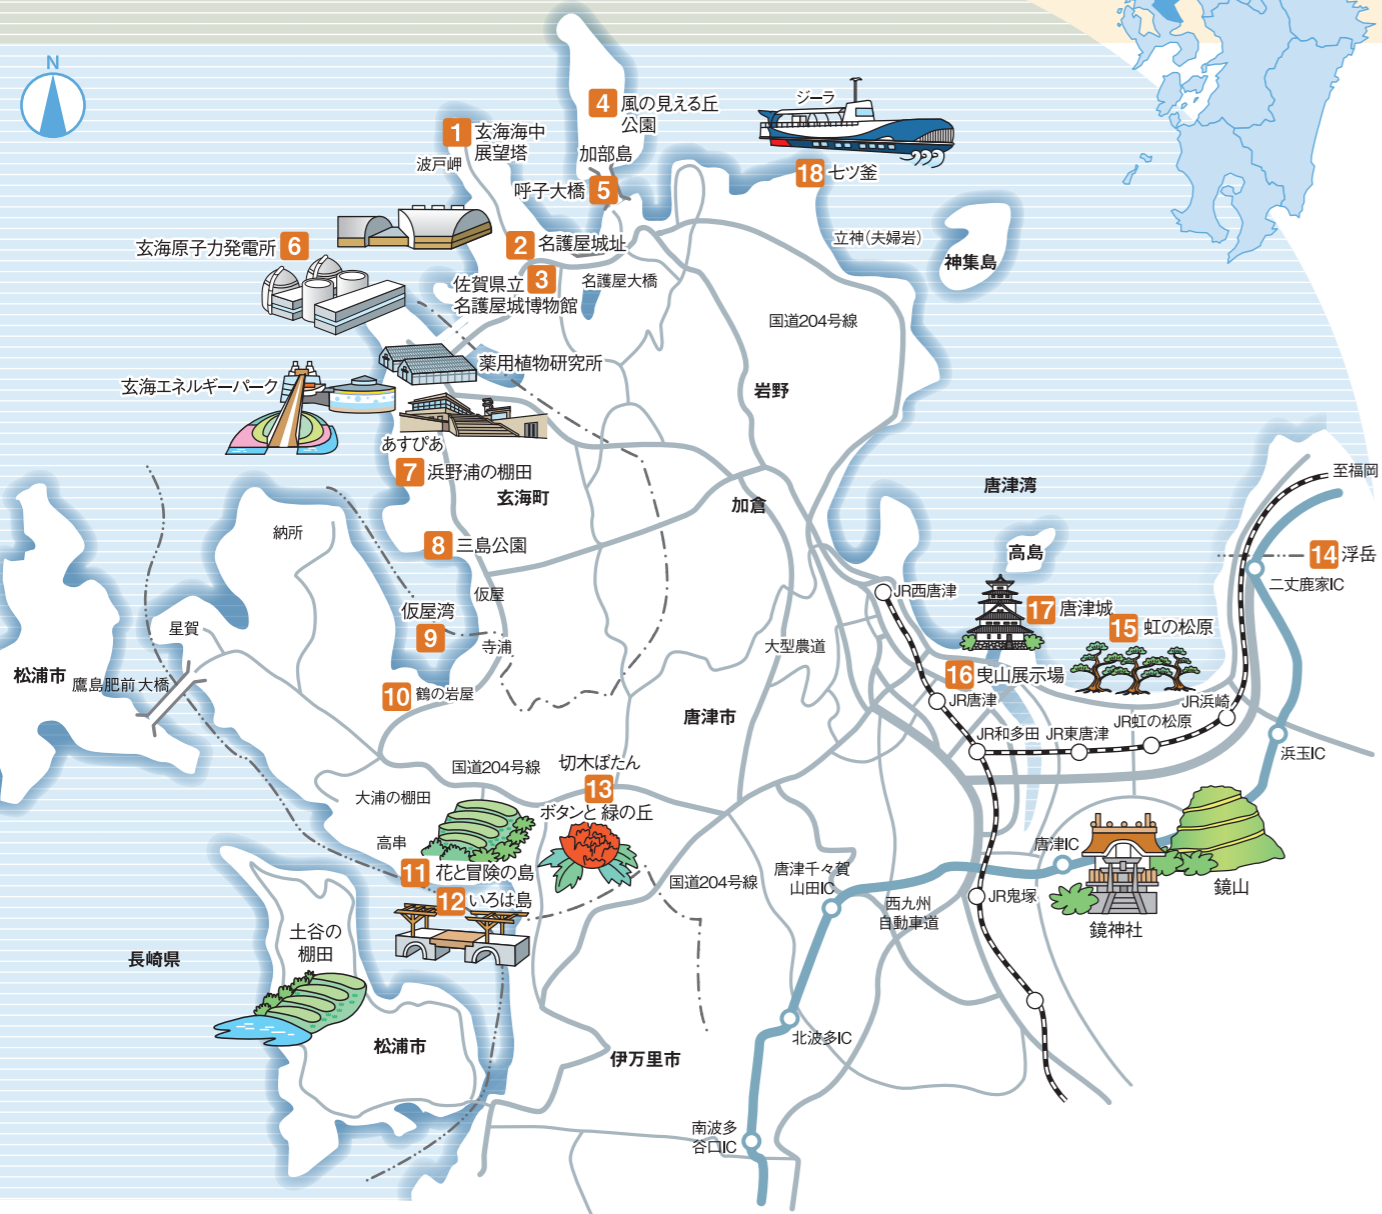 N
4 風の見える丘
公園
ジーラ
1 玄海海中
展望塔
波戸岬
加部島
18 七ツ釜
呼子大橋 5
玄海原子力発電所 6
2 名護屋城址
立神(夫婦岩)
神集島
佐賀県立 3
名護屋城博物館
名護屋大橋
国道204号線
薬用植物研究所
玄海エネルギーパーク
岩野
あすぴあ
7 浜野浦の棚田
玄海町
加倉
唐津湾
至福岡
納所
8 三島公園
高島
14 浮岳
二丈鹿家IC
仮屋
JR西唐津
仮屋湾
9
17 唐津城
15 虹の松原
星賀
寺浦
大型農道
松浦市
鷹島肥前大橋
16 曳山展示場
10 鶴の岩屋
JR唐津
JR浜崎
唐津市
JR和多田
JR東唐津
JR虹の松原
浜玉IC
国道204号線
切木ぼたん
13
ボタンと緑の丘
大浦の棚田
高串
唐津IC
11 花と冒険の島
唐津千々賀
山田IC
国道204号線
鏡山
12 いろは島
JR鬼塚
西九州
自動車道
鏡神社
土谷の
棚田
長崎県
北波多IC
松浦市
伊万里市
南波多
谷口IC